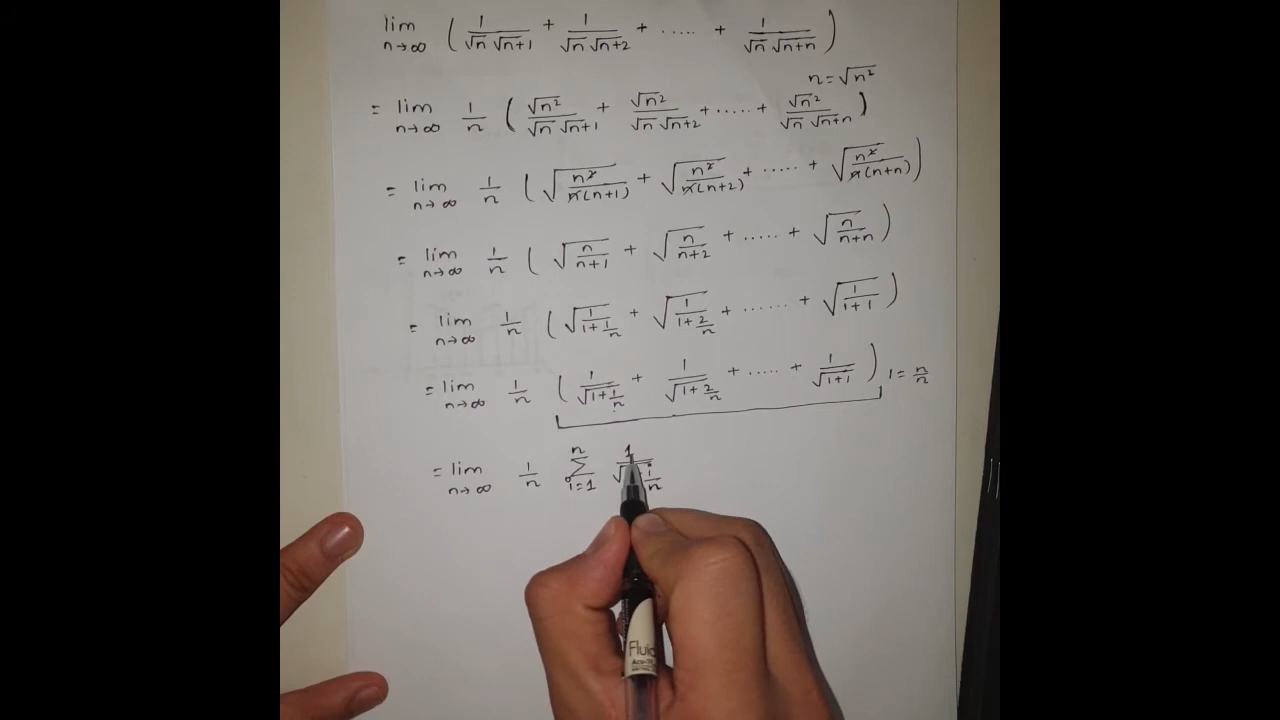 lim n→∞ ( 1/√n √n+1 + 1/√n √n+2 + ..... + 1/√n √n+n )
n = √n²
= lim n→∞ 1/n ( √n²/√n √n+1 + √n²/√n √n+2 + ..... + √n²/√n √n+n )
= lim n→∞ 1/n ( √(n²/n(n+1)) + √(n²/n(n+2)) + ..... + √(n²/n(n+n)) )
= lim n→∞ 1/n ( √(n/n+1) + √(n/n+2) + ..... + √(n/n+n) )
= lim n→∞ 1/n ( √(1/1+1/n) + √(1/1+2/n) + ...... + √(1/1+1) )
= lim n→∞ 1/n ( 1/√1+1/n + 1/√1+2/n + ..... + 1/√1+1 ) 1 = n/n
= lim n→∞ 1/n n Σ i=1 1/√ i/n
Fluid